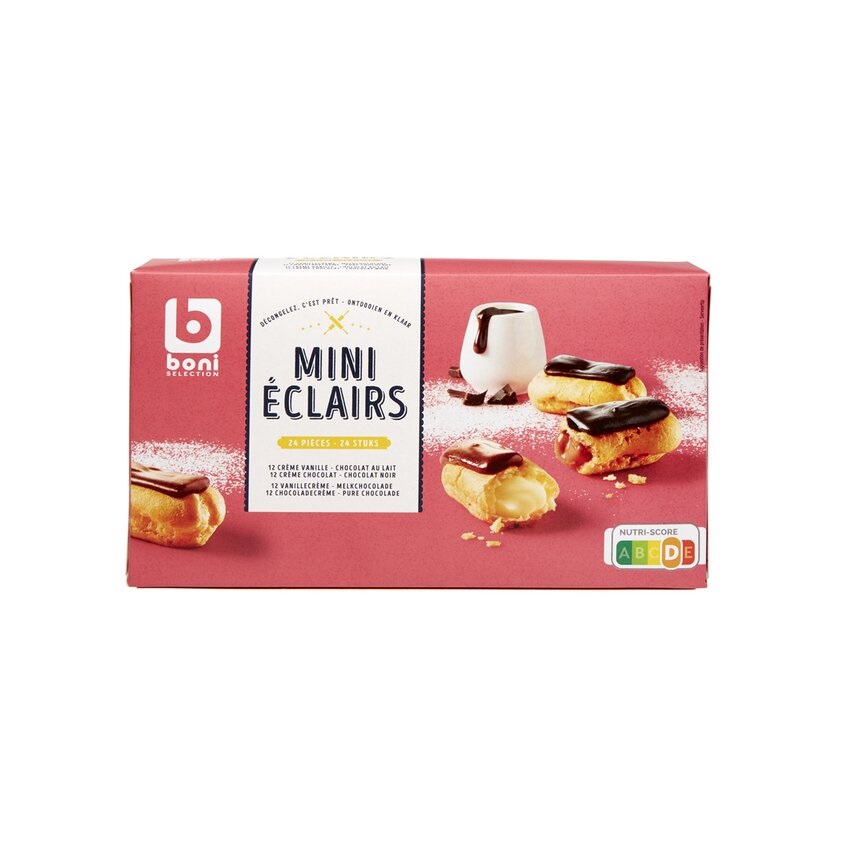 boni
boni
SELECTION
DÉCONGELEZ, C'EST PRÊT - ONTDOOIEN EN KLAAR
MINI
ÉCLAIRS
24 PIÈCES - 24 STUKS
12 CRÈME VANILLE - CHOCOLAT AU LAIT
12 CRÈME CHOCOLAT - CHOCOLAT NOIR
12 VANILLECRÈME - MELKCHOCOLADE
12 CHOCOLADECRÈME - PURE CHOCOLADE
NUTRI-SCORE
A B C D E